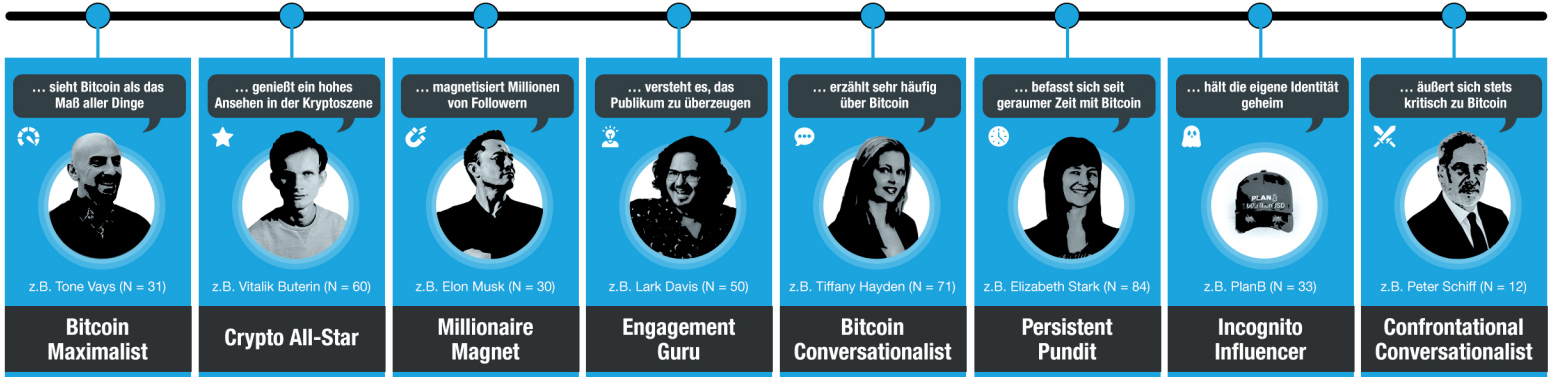 … sieht Bitcoin als das
Maß aller Dinge
z.B. Tone Vays (N = 31)
Bitcoin
Maximalist
… genießt ein hohes
Ansehen in der Kryptoszene
z.B. Vitalik Buterin (N = 60)
Crypto All-Star
… magnetisiert Millionen
von Followern
z.B. Elon Musk (N = 30)
Millionaire
Magnet
… versteht es, das
Publikum zu überzeugen
z.B. Lark Davis (N = 50)
Engagement
Guru
… erzählt sehr häufig
über Bitcoin
z.B. Tiffany Hayden (N = 71)
Bitcoin
Conversationalist
… befasst sich seit
geraumer Zeit mit Bitcoin
z.B. Elizabeth Stark (N = 84)
Persistent
Pundit
… hält die eigene Identität
geheim
PLAN
z.B. PlanB (N = 33)
Incognito
Influencer
… äußert sich stets
kritisch zu Bitcoin
z.B. Peter Schiff (N = 12)
Confrontational
Conversationalist